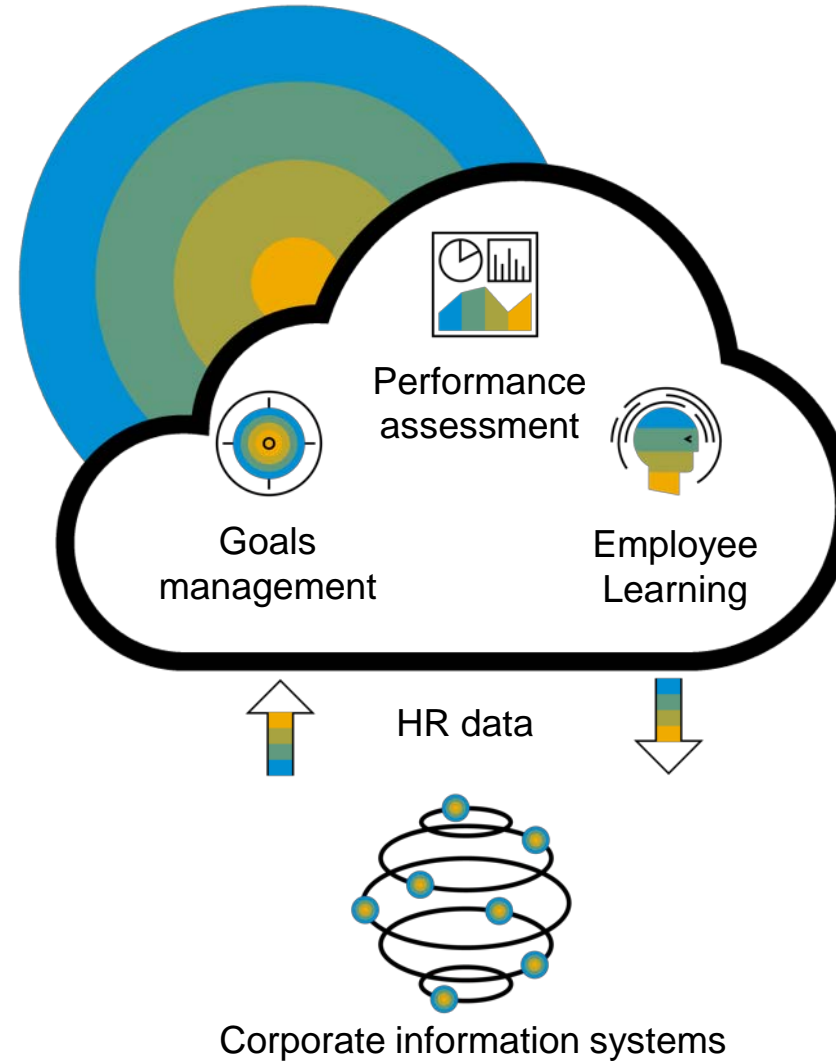 Performance
assessment
Goals
management
Employee
Learning
HR data
Corporate information systems